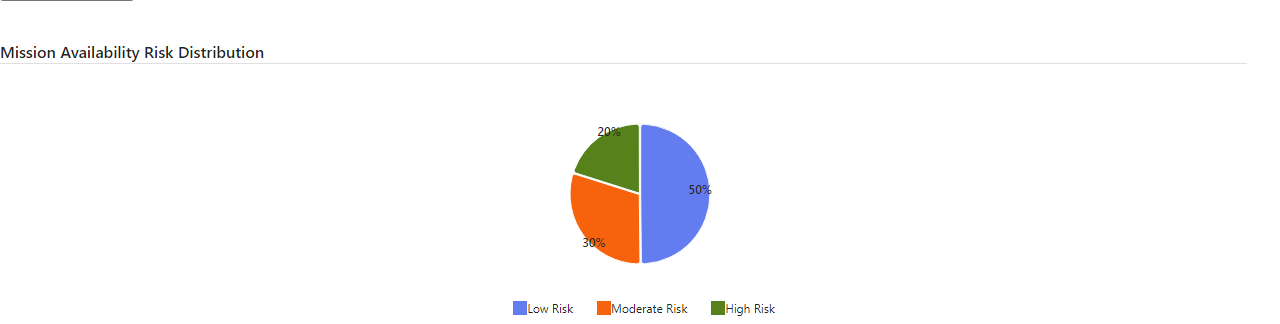 Mission Availability Risk Distribution
20%
50%
30%
Low Risk Moderate Risk High Risk